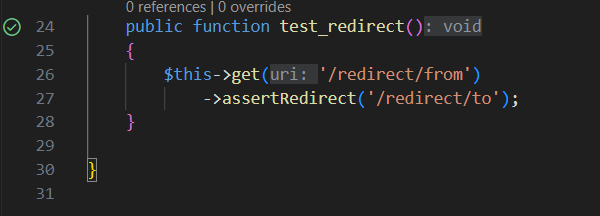 0 references | 0 overrides
24 public function test_redirect(): void
25 {
26 $this->get(uri: '/redirect/from')
27 ->assertRedirect('/redirect/to');
28 }
29
30 }
31